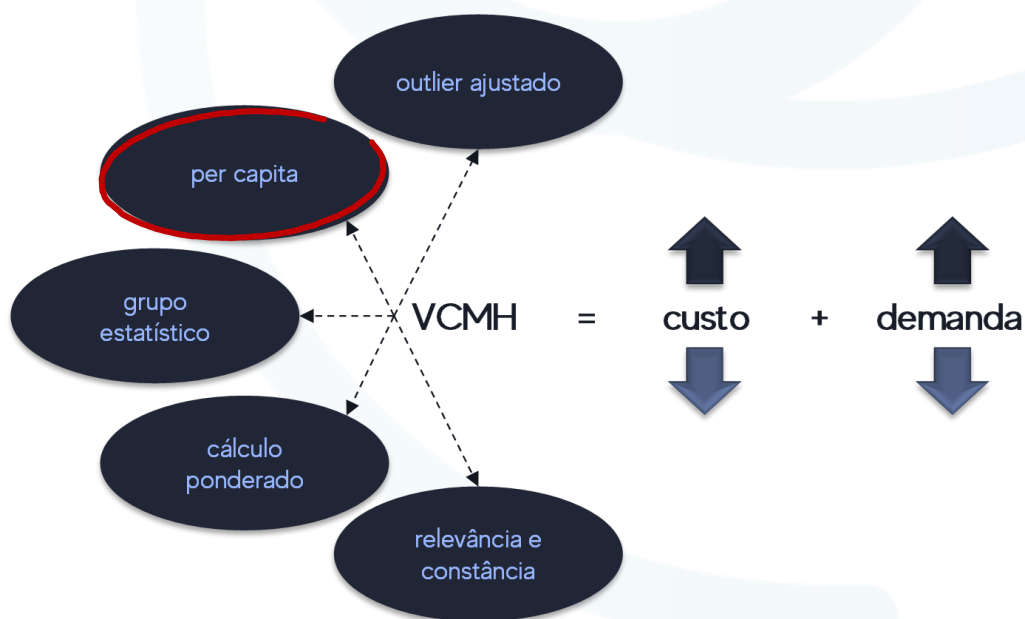 outlier ajustado
per capita
grupo
estatístico
VCMH = custo + demanda
cálculo
ponderado
relevância e
constância